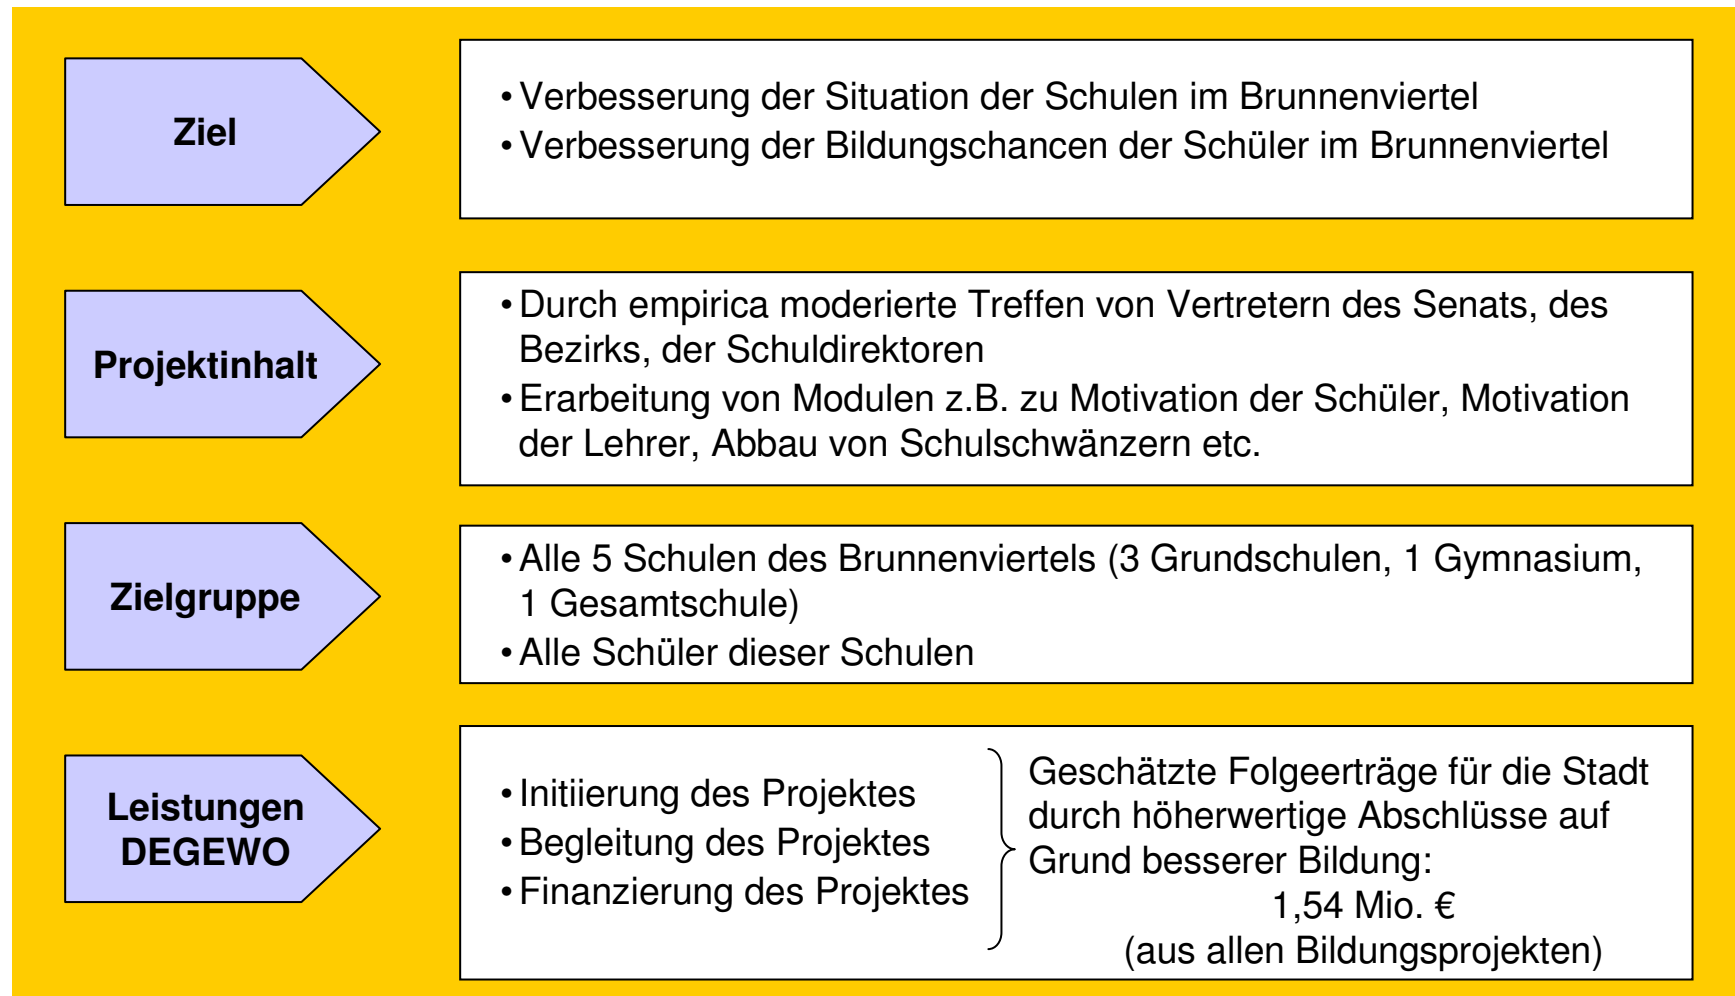 Ziel
• Verbesserung der Situation der Schulen im Brunnenviertel
• Verbesserung der Bildungschancen der Schüler im Brunnenviertel
Projektinhalt
• Durch empirica moderierte Treffen von Vertretern des Senats, des
Bezirks, der Schuldirektoren
• Erarbeitung von Modulen z.B. zu Motivation der Schüler, Motivation
der Lehrer, Abbau von Schulschwänzern etc.
Zielgruppe
• Alle 5 Schulen des Brunnenviertels (3 Grundschulen, 1 Gymnasium,
1 Gesamtschule)
• Alle Schüler dieser Schulen
Leistungen
DEGEWO
• Initiierung des Projektes
• Begleitung des Projektes
• Finanzierung des Projektes
Geschätzte Folgeerträge für die Stadt
durch höherwertige Abschlüsse auf
Grund besserer Bildung:
1,54 Mio. €
(aus allen Bildungsprojekten)